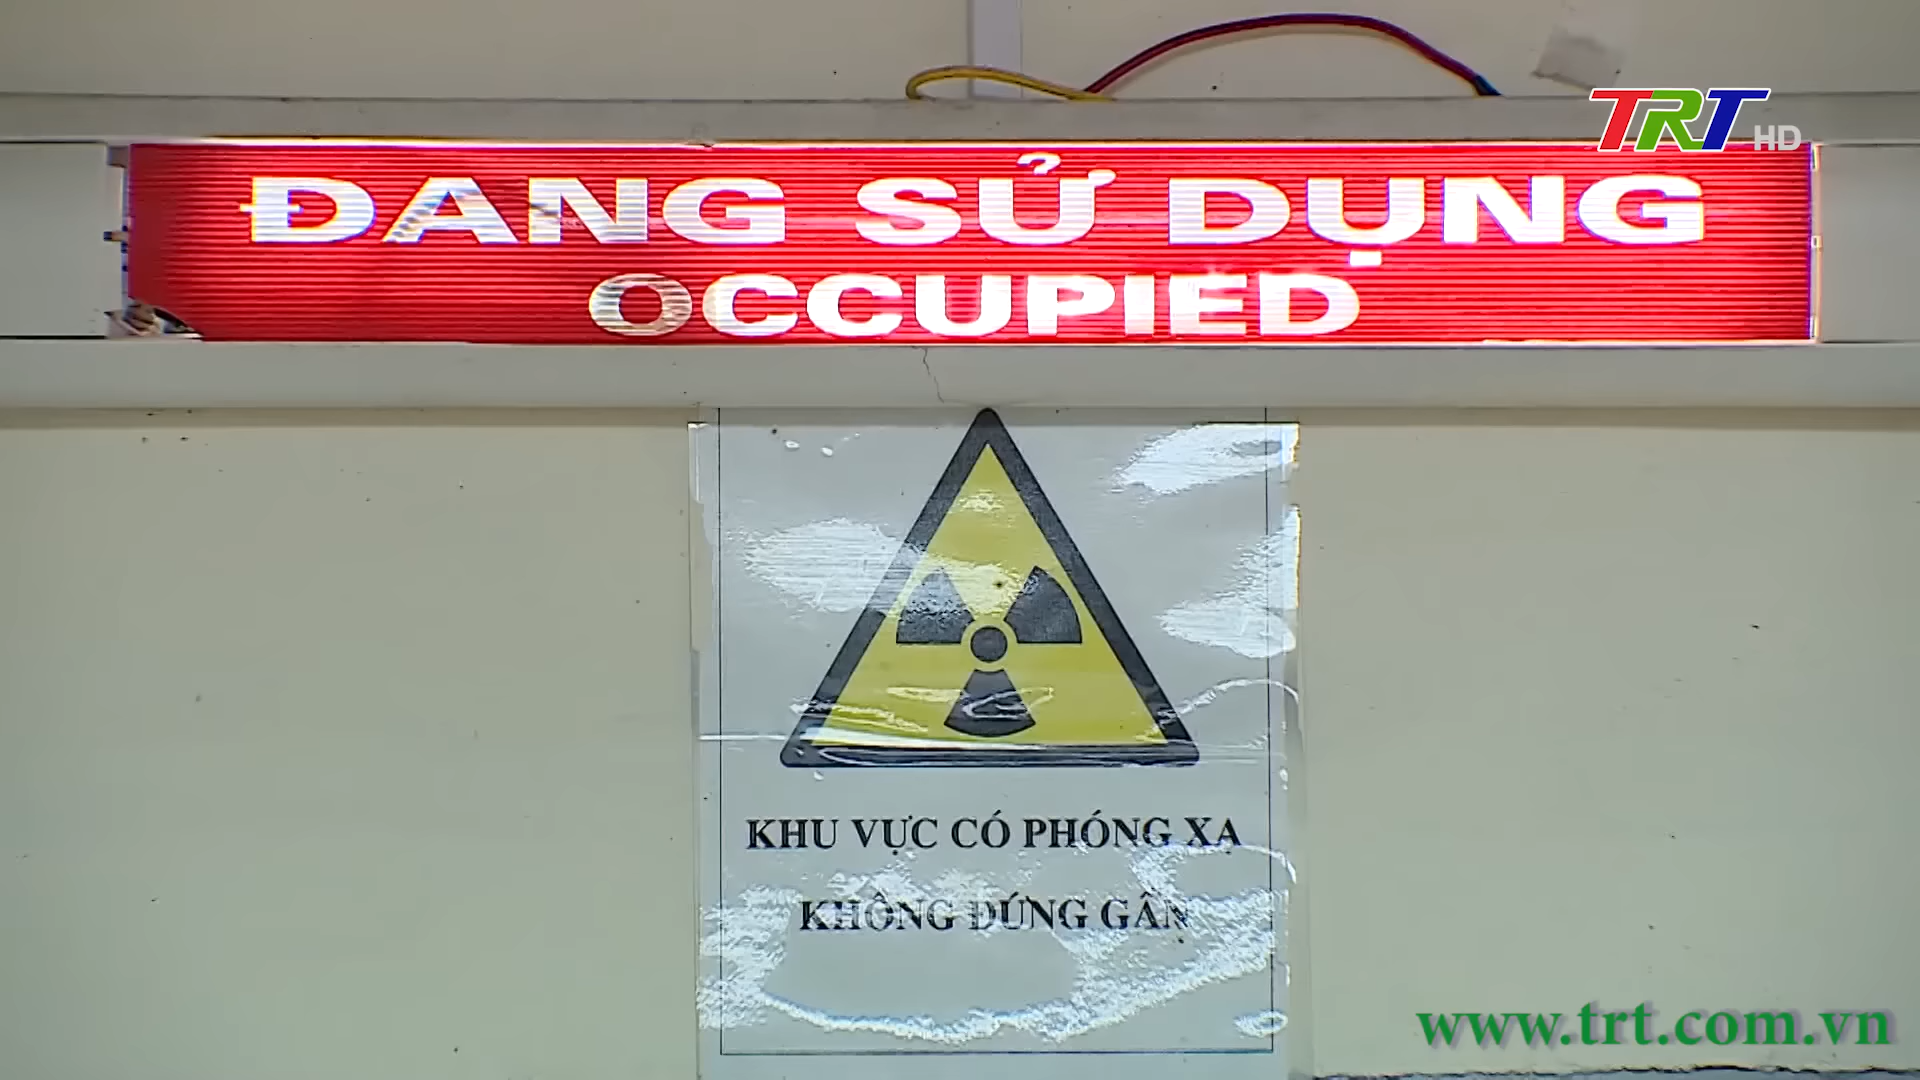 TRT HD
ĐANG SỬ DỤNG
OCCUPIED
KHU VỰC CÓ PHÓNG XẠ
KHÔNG ĐỨNG GẦN
www.trt.com.vn